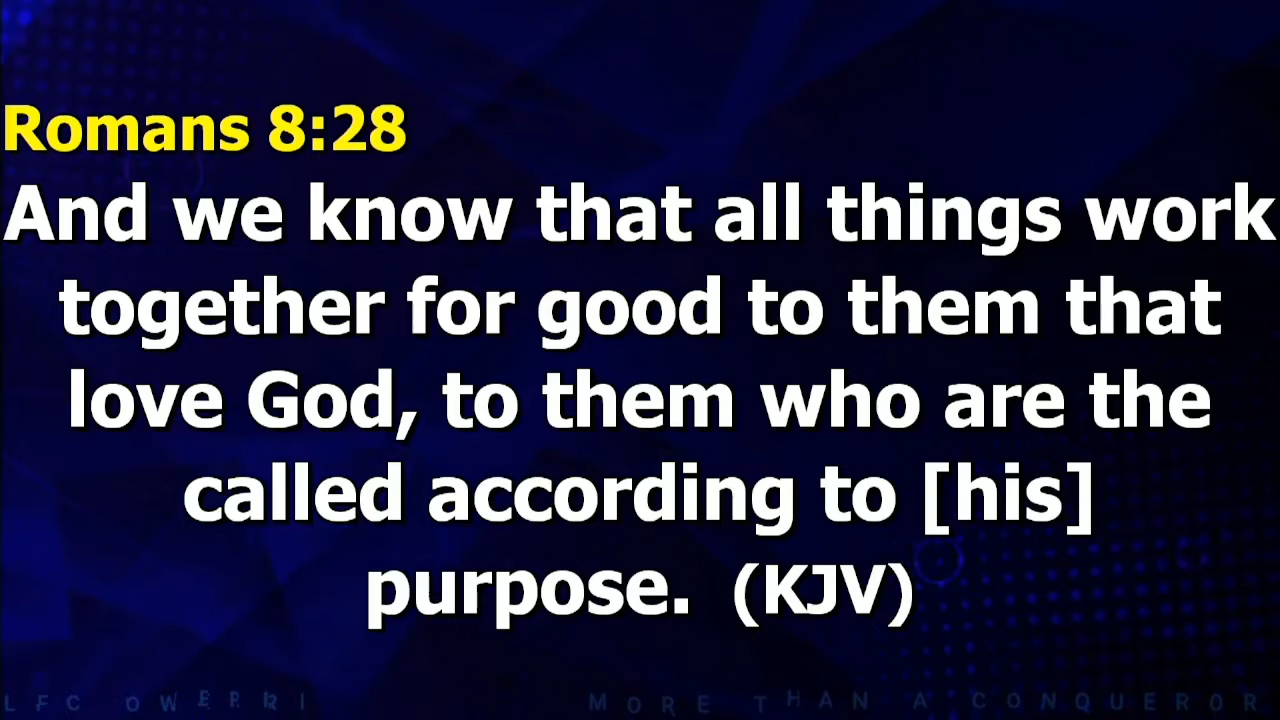 Romans 8:28
And we know that all things work
together for good to them that
love God, to them who are the
called according to [his]
purpose. (KJV)
LFC OWERRI MORE THAN A CONQUEROR